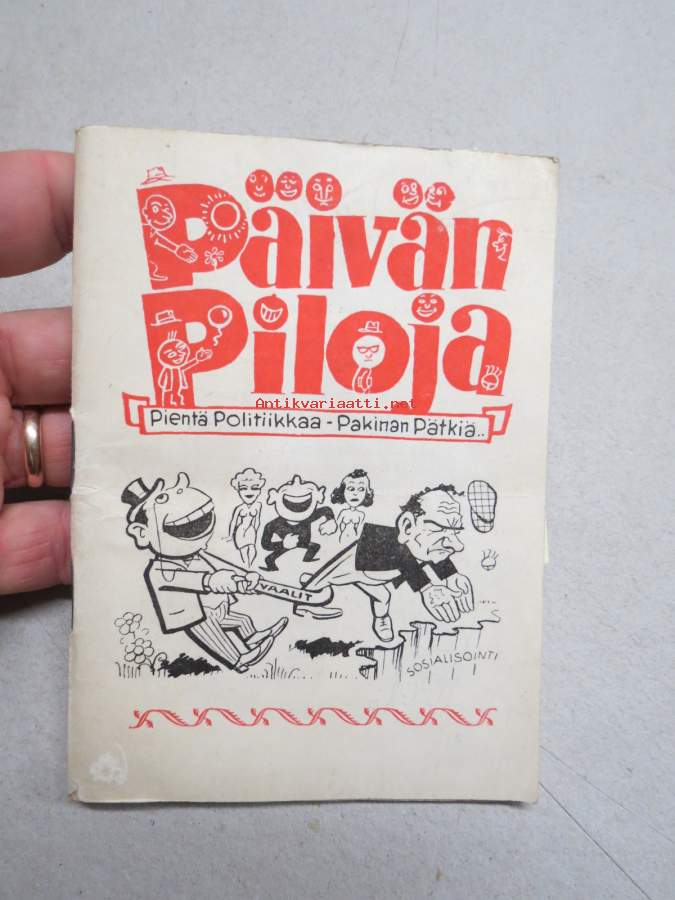 Päivän
Piloja
Antikvariaatti.net
Pientä Politiikkaa - Pakinan Pätkiä..
VAALIT
SOSIALISOINTI